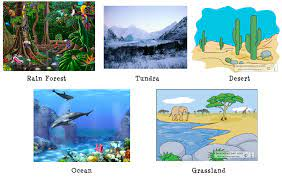 Rain Forest
Tundra
Desert
Ocean
Grassland